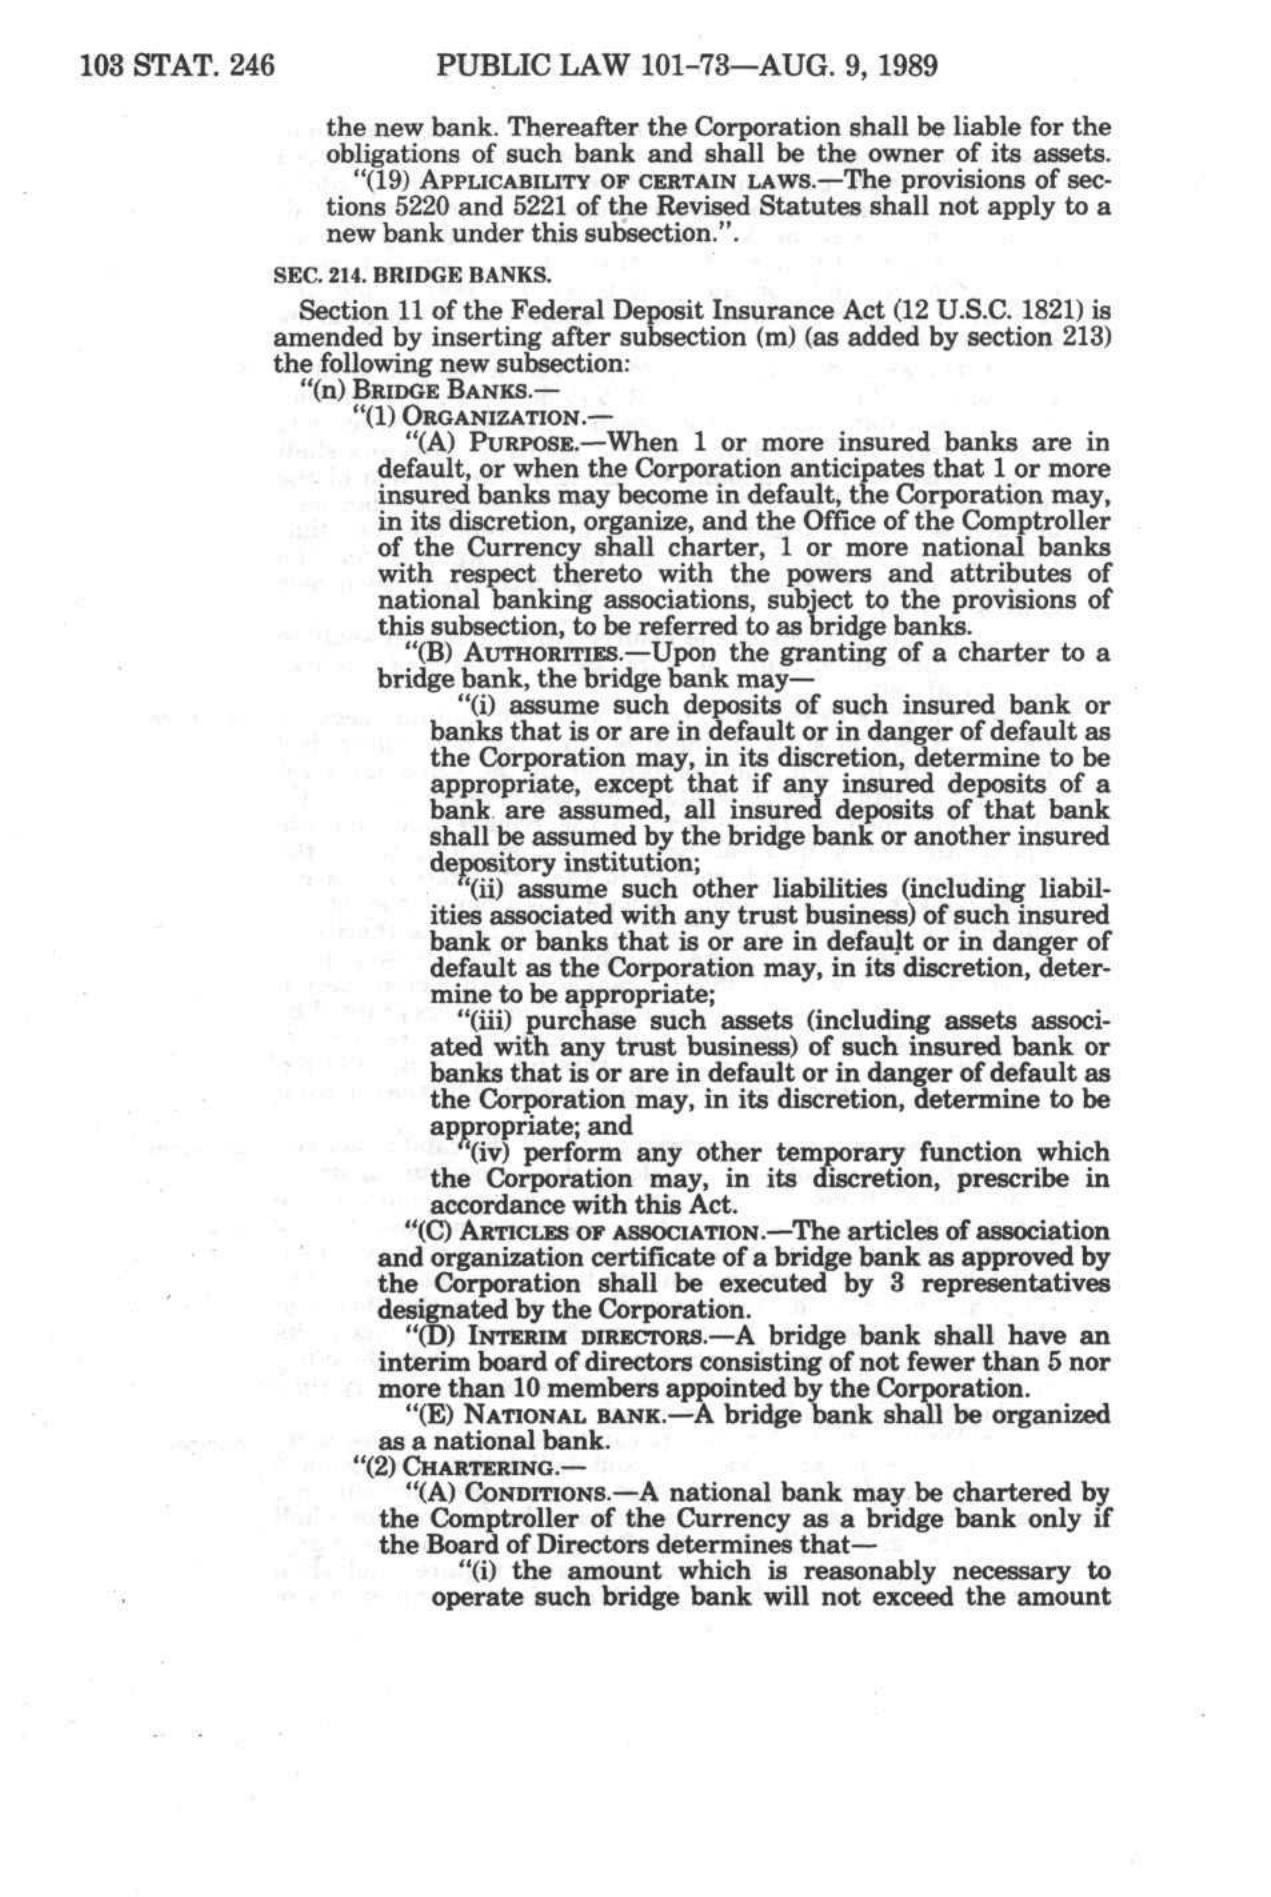 103 STAT. 246 PUBLIC LAW 101-73—AUG. 9, 1989
the new bank. Thereafter the Corporation shall be liable for the
obligations of such bank and shall be the owner of its assets.
“(19) APPLICABILITY OF CERTAIN LAWS.—The provisions of sec-
tions 5220 and 5221 of the Revised Statutes shall not apply to a
new bank under this subsection.”.
SEC. 214. BRIDGE BANKS.
Section 11 of the Federal Deposit Insurance Act (12 U.S.C. 1821) is
amended by inserting after subsection (m) (as added by section 213)
the following new subsection:
“(n) BRIDGE BANKS.—
“(1) ORGANIZATION.—
“(A) PURPOSE.—When 1 or more insured banks are in
default, or when the Corporation anticipates that 1 or more
insured banks may become in default, the Corporation may,
in its discretion, organize, and the Office of the Comptroller
of the Currency shall charter, 1 or more national banks
with respect thereto with the powers and attributes of
national banking associations, subject to the provisions of
this subsection, to be referred to as bridge banks.
“(B) AUTHORITIES.—Upon the granting of a charter to a
bridge bank, the bridge bank may—
“(i) assume such deposits of such insured bank or
banks that is or are in default or in danger of default as
the Corporation may, in its discretion, determine to be
appropriate, except that if any insured deposits of a
bank are assumed, all insured deposits of that bank
shall be assumed by the bridge bank or another insured
depository institution;
“(ii) assume such other liabilities (including liabil-
ities associated with any trust business) of such insured
bank or banks that is or are in default or in danger of
default as the Corporation may, in its discretion, deter-
mine to be appropriate;
“(iii) purchase such assets (including assets associ-
ated with any trust business) of such insured bank or
banks that is or are in default or in danger of default as
the Corporation may, in its discretion, determine to be
appropriate; and
“(iv) perform any other temporary function which
the Corporation may, in its discretion, prescribe in
accordance with this Act.
“(C) ARTICLES OF ASSOCIATION.—The articles of association
and organization certificate of a bridge bank as approved by
the Corporation shall be executed by 3 representatives
designated by the Corporation.
“(D) INTERIM DIRECTORS.—A bridge bank shall have an
interim board of directors consisting of not fewer than 5 nor
more than 10 members appointed by the Corporation.
“(E) NATIONAL BANK.—A bridge bank shall be organized
as a national bank.
“(2) CHARTERING.—
“(A) CONDITIONS.—A national bank may be chartered by
the Comptroller of the Currency as a bridge bank only if
the Board of Directors determines that—
“(i) the amount which is reasonably necessary to
operate such bridge bank will not exceed the amount